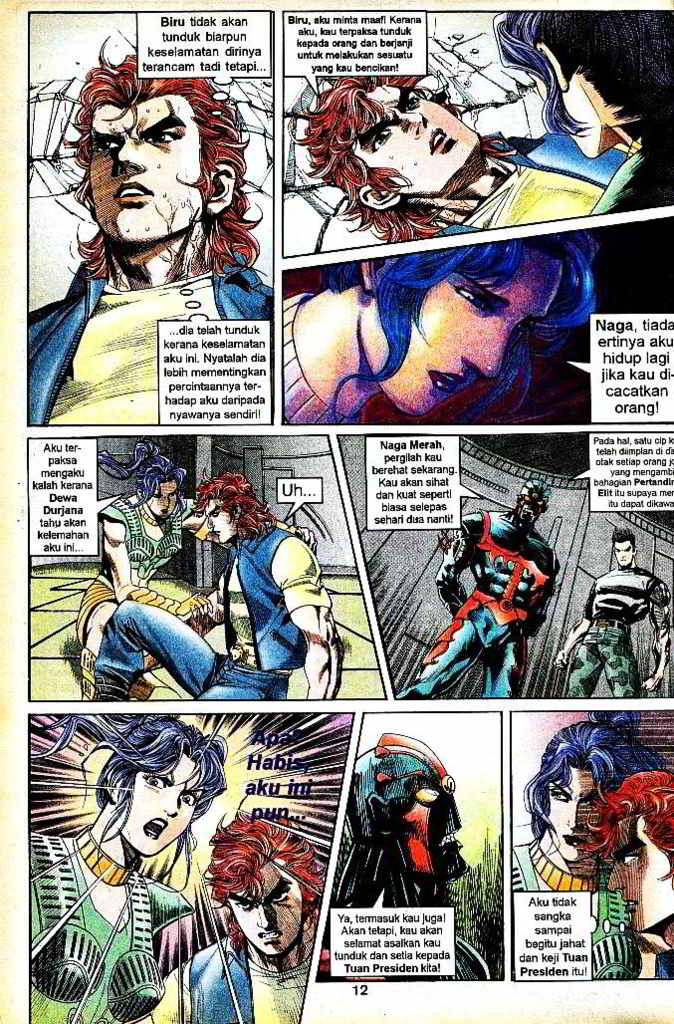 Biru tidak akan
tunduk biarpun
keselamatan dirinya
terancam tadi tetapi...
...dia telah tunduk
kerana keselamatan
aku ini. Nyatalah dia
lebih mementingkan
percintaannya ter-
hadap aku daripada
nyawanya sendiri!
Biru, aku minta maaf! Kerana
aku, kau terpaksa tunduk
kepada orang dan berjanji
untuk melakukan sesuatu
yang kau bencikan!
Naga, tiada
ertinya aku
hidup lagi
jika kau di-
cacatkan
orang!
Aku ter-
paksa
mengaku
kalah kerana
Dewa
Durjana
tahu akan
kelemahan
aku ini...
Uh...
Naga Merah,
pergilah kau
berehat sekarang.
Kau akan sihat
dan kuat seperti
biasa selepas
sehari dua nanti!
Pada hal, satu cip k
telah diimplan di da
otak setiap orang jo
yang mengambi
bahagian Pertandin
Elit itu supaya mer
itu dapat dikawa
Apa?
Habis,
aku ini
pun...
Ya, termasuk kau juga!
Akan tetapi, kau akan
selamat asalkan kau
tunduk dan setia kepada
Tuan Presiden kita!
Aku tidak
sangka
sampai
begitu jahat
dan keji Tuan
Presiden itu!
12